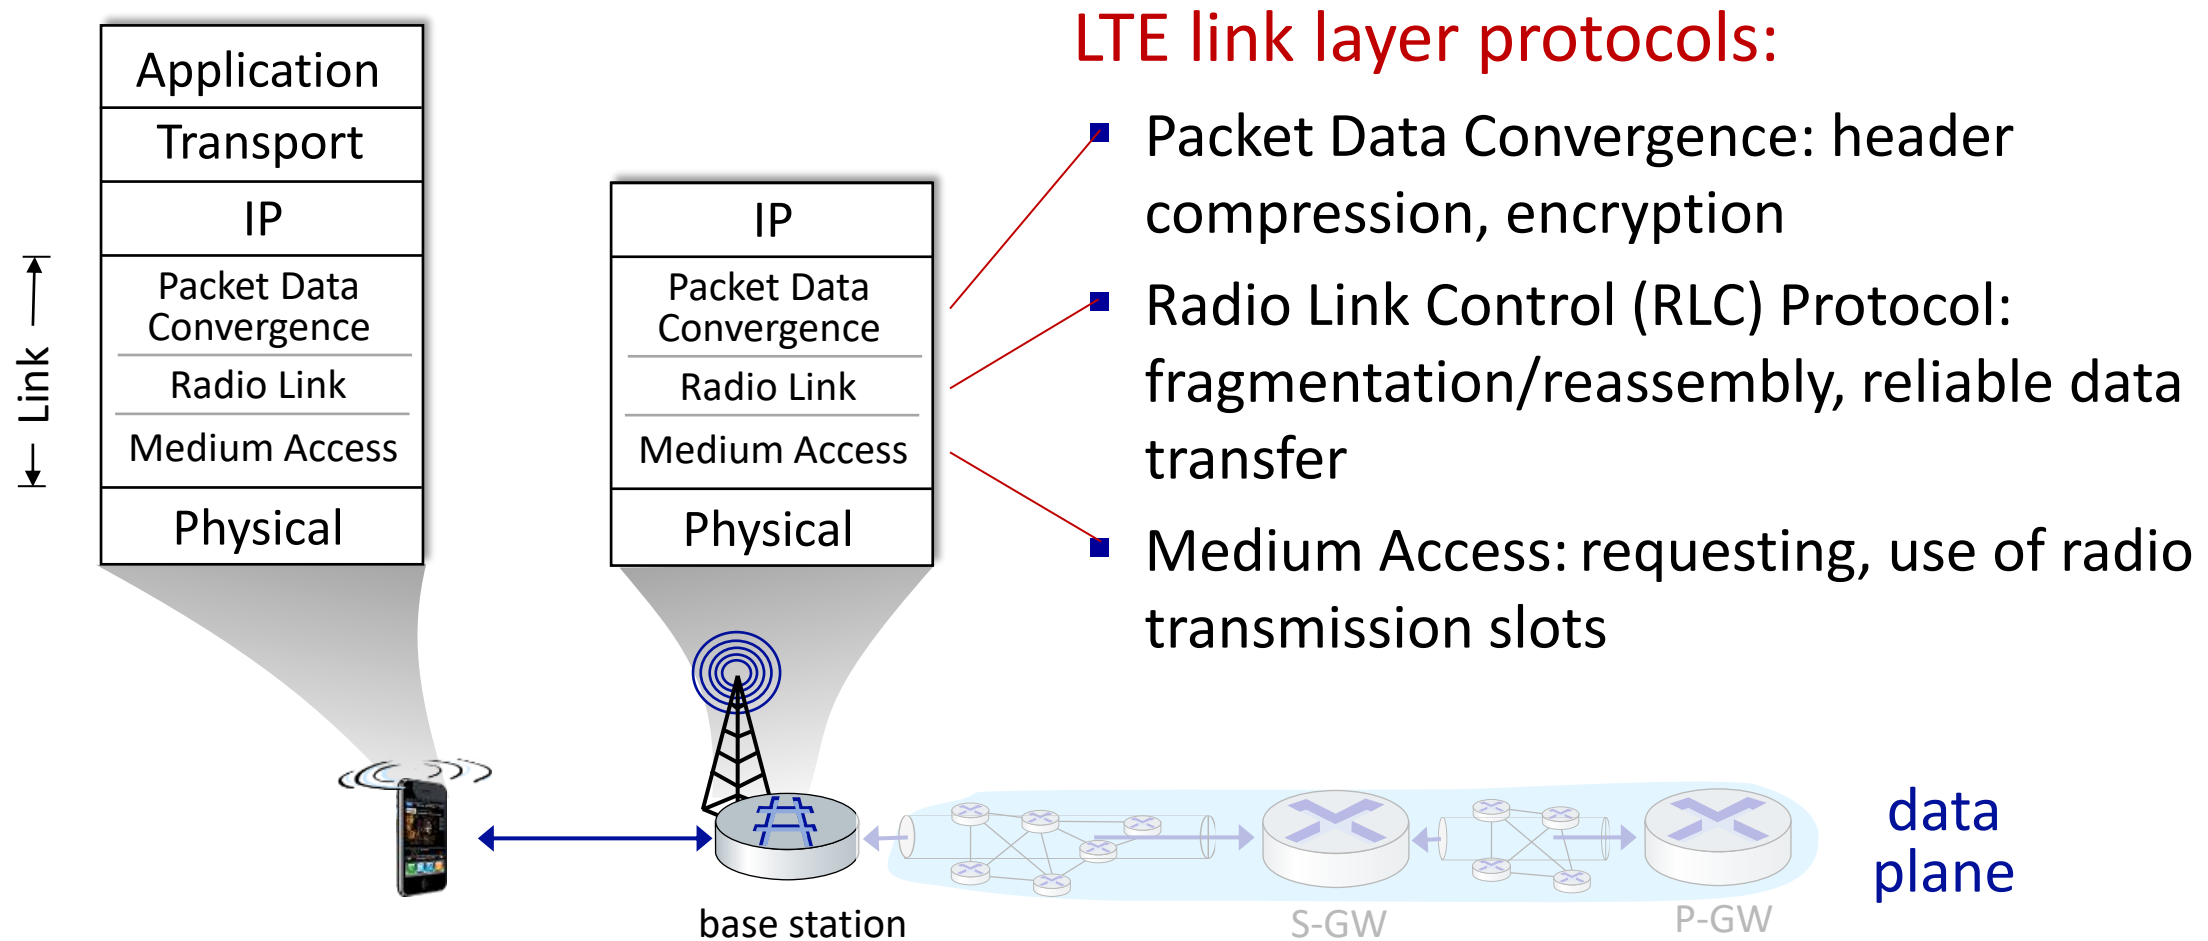 Application
Transport
IP
Packet Data
Convergence
Radio Link
Medium Access
Physical
Link
IP
Packet Data
Convergence
Radio Link
Medium Access
Physical
LTE link layer protocols:
Packet Data Convergence: header
compression, encryption
Radio Link Control (RLC) Protocol:
fragmentation/reassembly, reliable data
transfer
Medium Access: requesting, use of radio
transmission slots
base station
S-GW
P-GW
data
plane